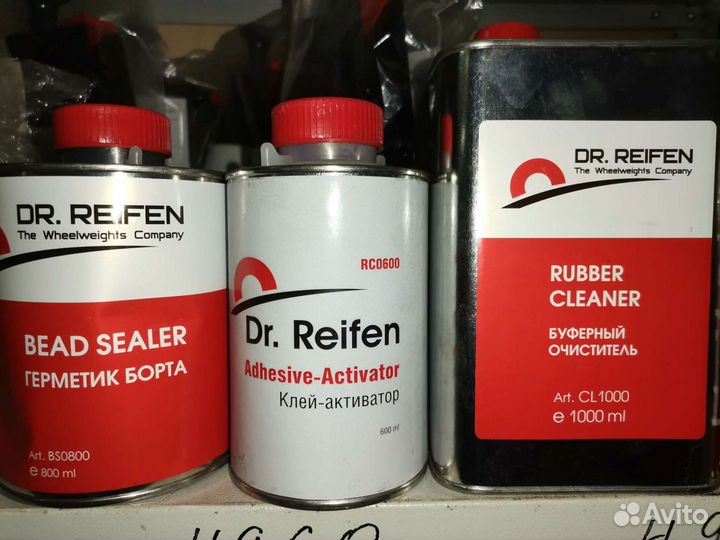 DR. REIFEN
The Wheelweights Company
BEAD SEALER
ГЕРМЕТИК БОРТА
Art. BS0800
℮ 800 ml
RC0600
Dr. Reifen
Adhesive-Activator
Клей-активатор
600 ml
DR. REIFEN
The Wheelweights Company
RUBBER
CLEANER
БУФЕРНЫЙ
ОЧИСТИТЕЛЬ
Art. CL1000
℮ 1000 ml
Avito